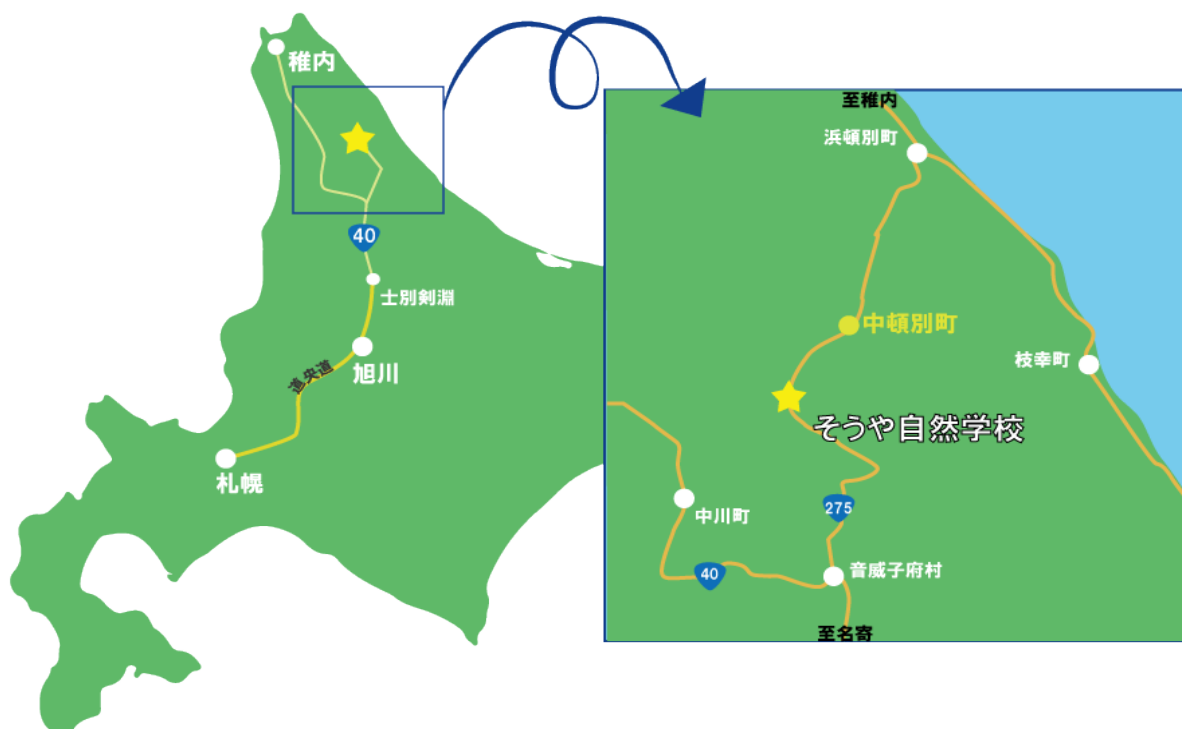 稚内
40
士別剣淵
旭川
道央道
札幌
至稚内
浜頓別町
中頓別町
枝幸町
そうや自然学校
中川町
275
音威子府村
40
至名寄